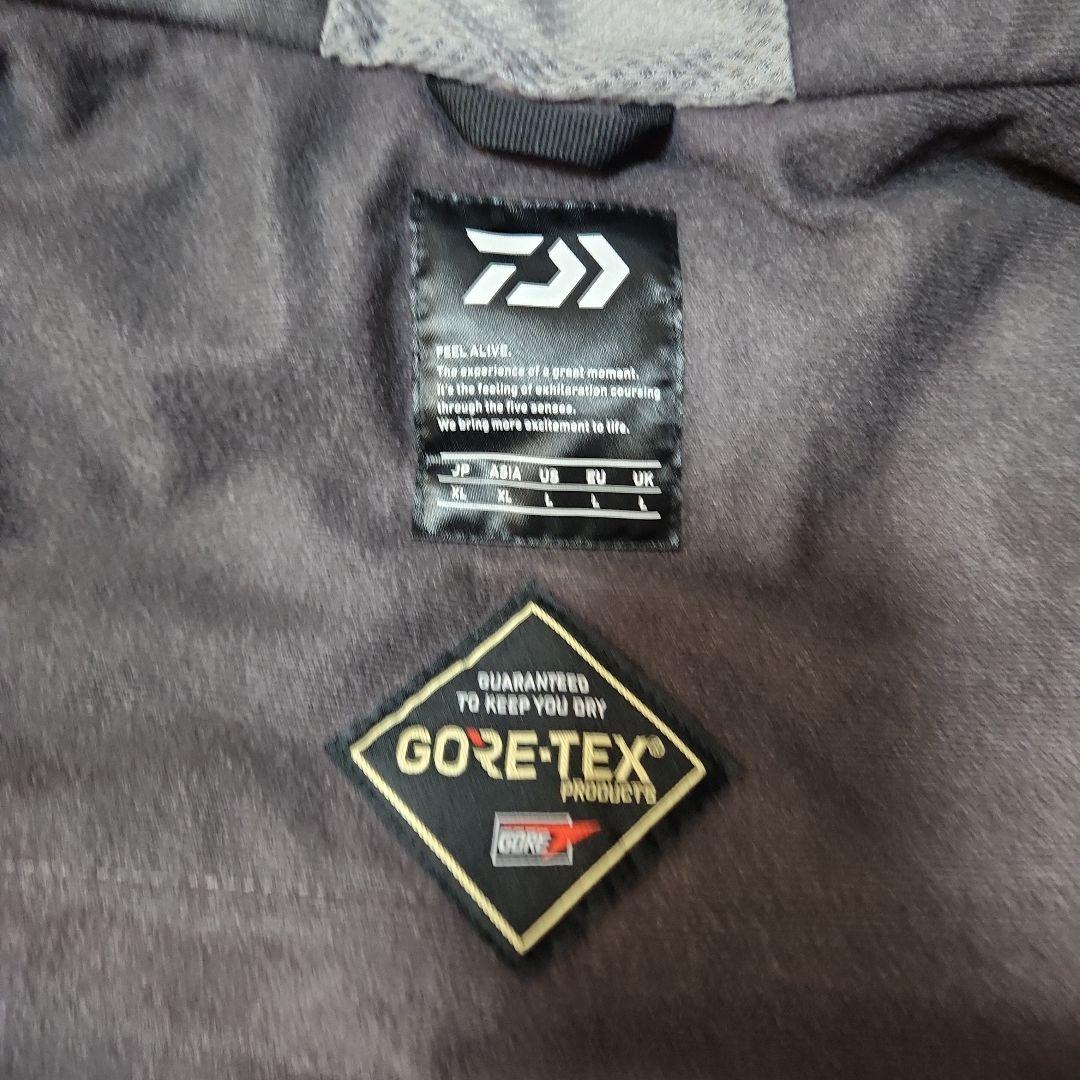 FEEL ALIVE.
The experience of a great moment.
It's the feeling of exhilaration coursing
through the five senses.
We bring more excitement to life.
JP ASIA US EU UK
XL XL L L L
GUARANTEED
TO KEEP YOU DRY
GORE-TEX®
PRODUCTS
GORE